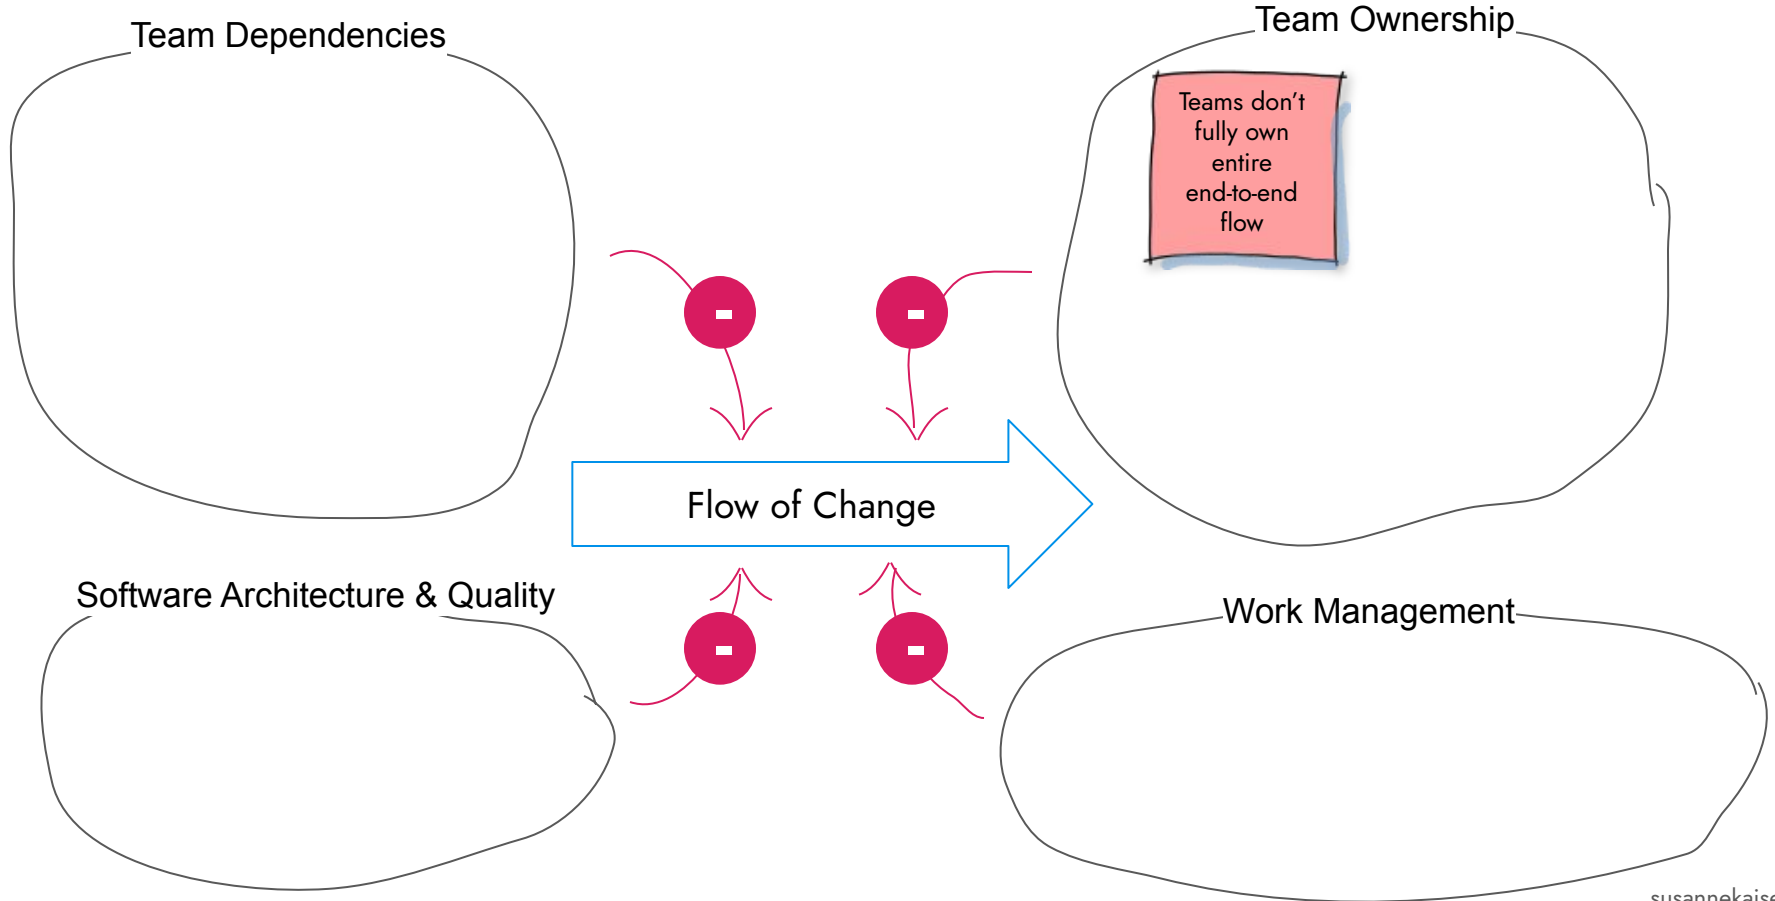 Team Dependencies
Team Ownership
Teams don't
fully own
entire
end-to-end
flow
-
-
Flow of Change
Software Architecture & Quality
-
-
Work Management
susannekaise